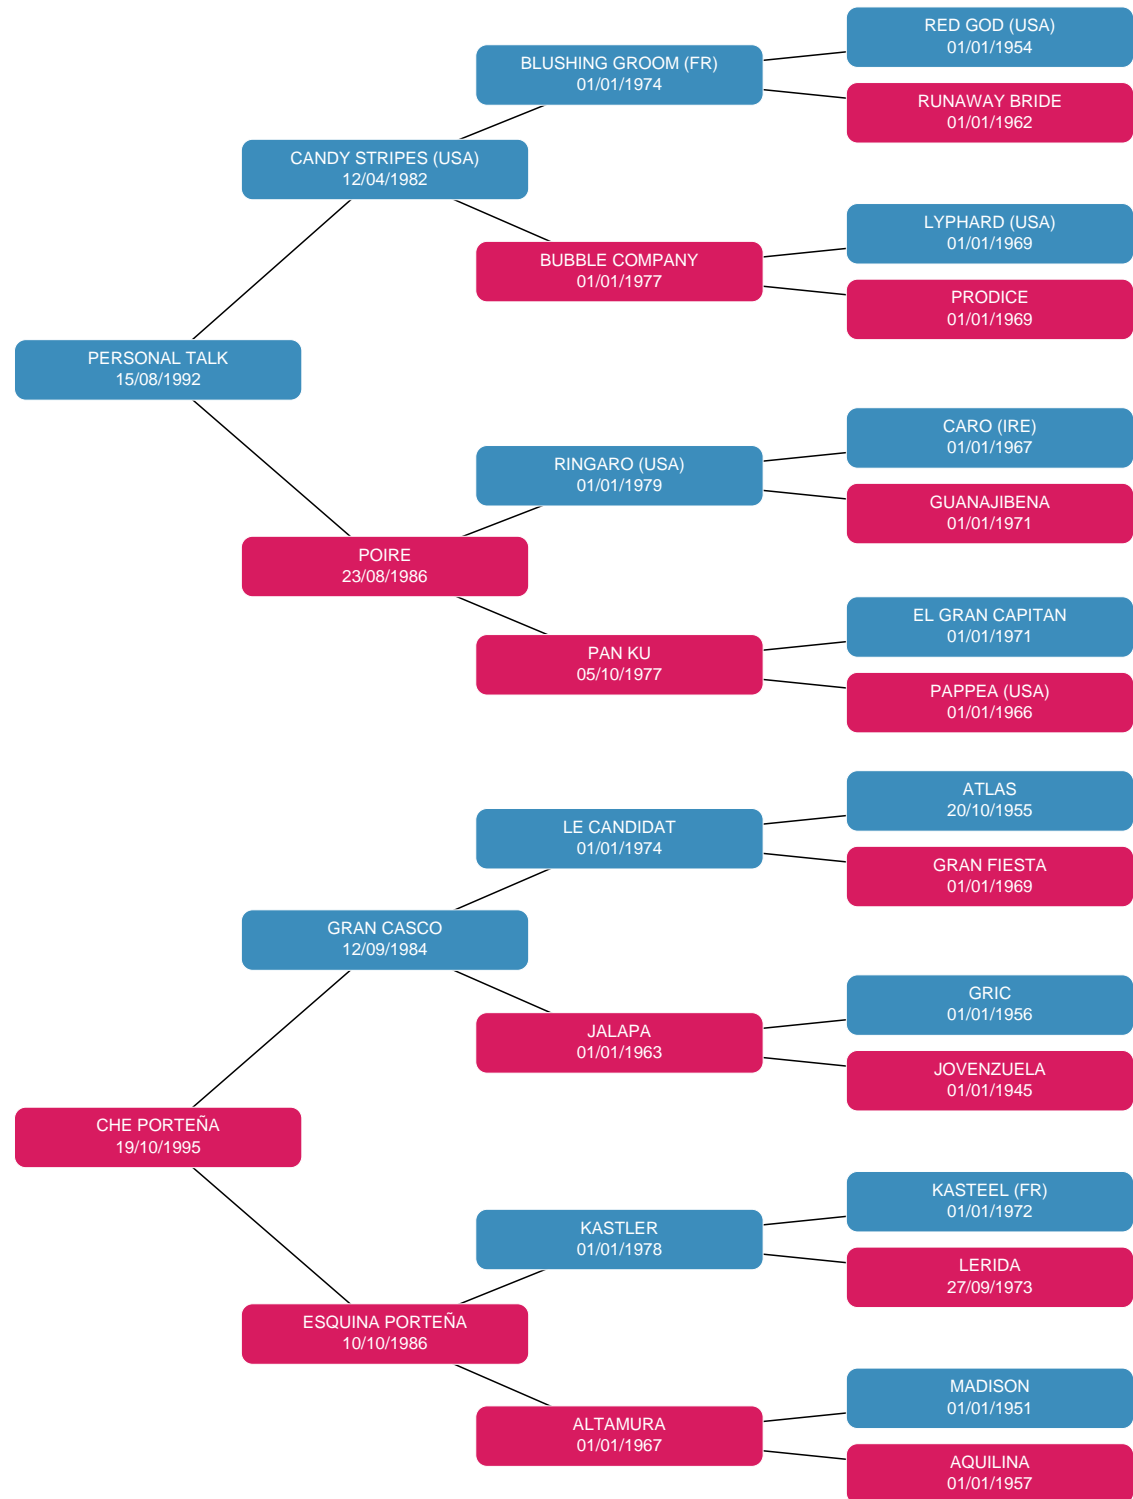 RED GOD (USA)
01/01/1954
BLUSHING GROOM (FR)
01/01/1974
RUNAWAY BRIDE
01/01/1962
CANDY STRIPES (USA)
12/04/1982
LYPHARD (USA)
01/01/1969
BUBBLE COMPANY
01/01/1977
PRODICE
01/01/1969
PERSONAL TALK
15/08/1992
CARO (IRE)
01/01/1967
RINGARO (USA)
01/01/1979
GUANAJIBENA
01/01/1971
POIRE
23/08/1986
EL GRAN CAPITAN
01/01/1971
PAN KU
05/10/1977
PAPPEA (USA)
01/01/1966
ATLAS
20/10/1955
LE CANDIDAT
01/01/1974
GRAN FIESTA
01/01/1969
GRAN CASCO
12/09/1984
GRIC
01/01/1956
JALAPA
01/01/1963
JOVENZUELA
01/01/1945
CHE PORTEÑA
19/10/1995
KASTEEL (FR)
01/01/1972
KASTLER
01/01/1978
LERIDA
27/09/1973
ESQUINA PORTEÑA
10/10/1986
MADISON
01/01/1951
ALTAMURA
01/01/1967
AQUILINA
01/01/1957